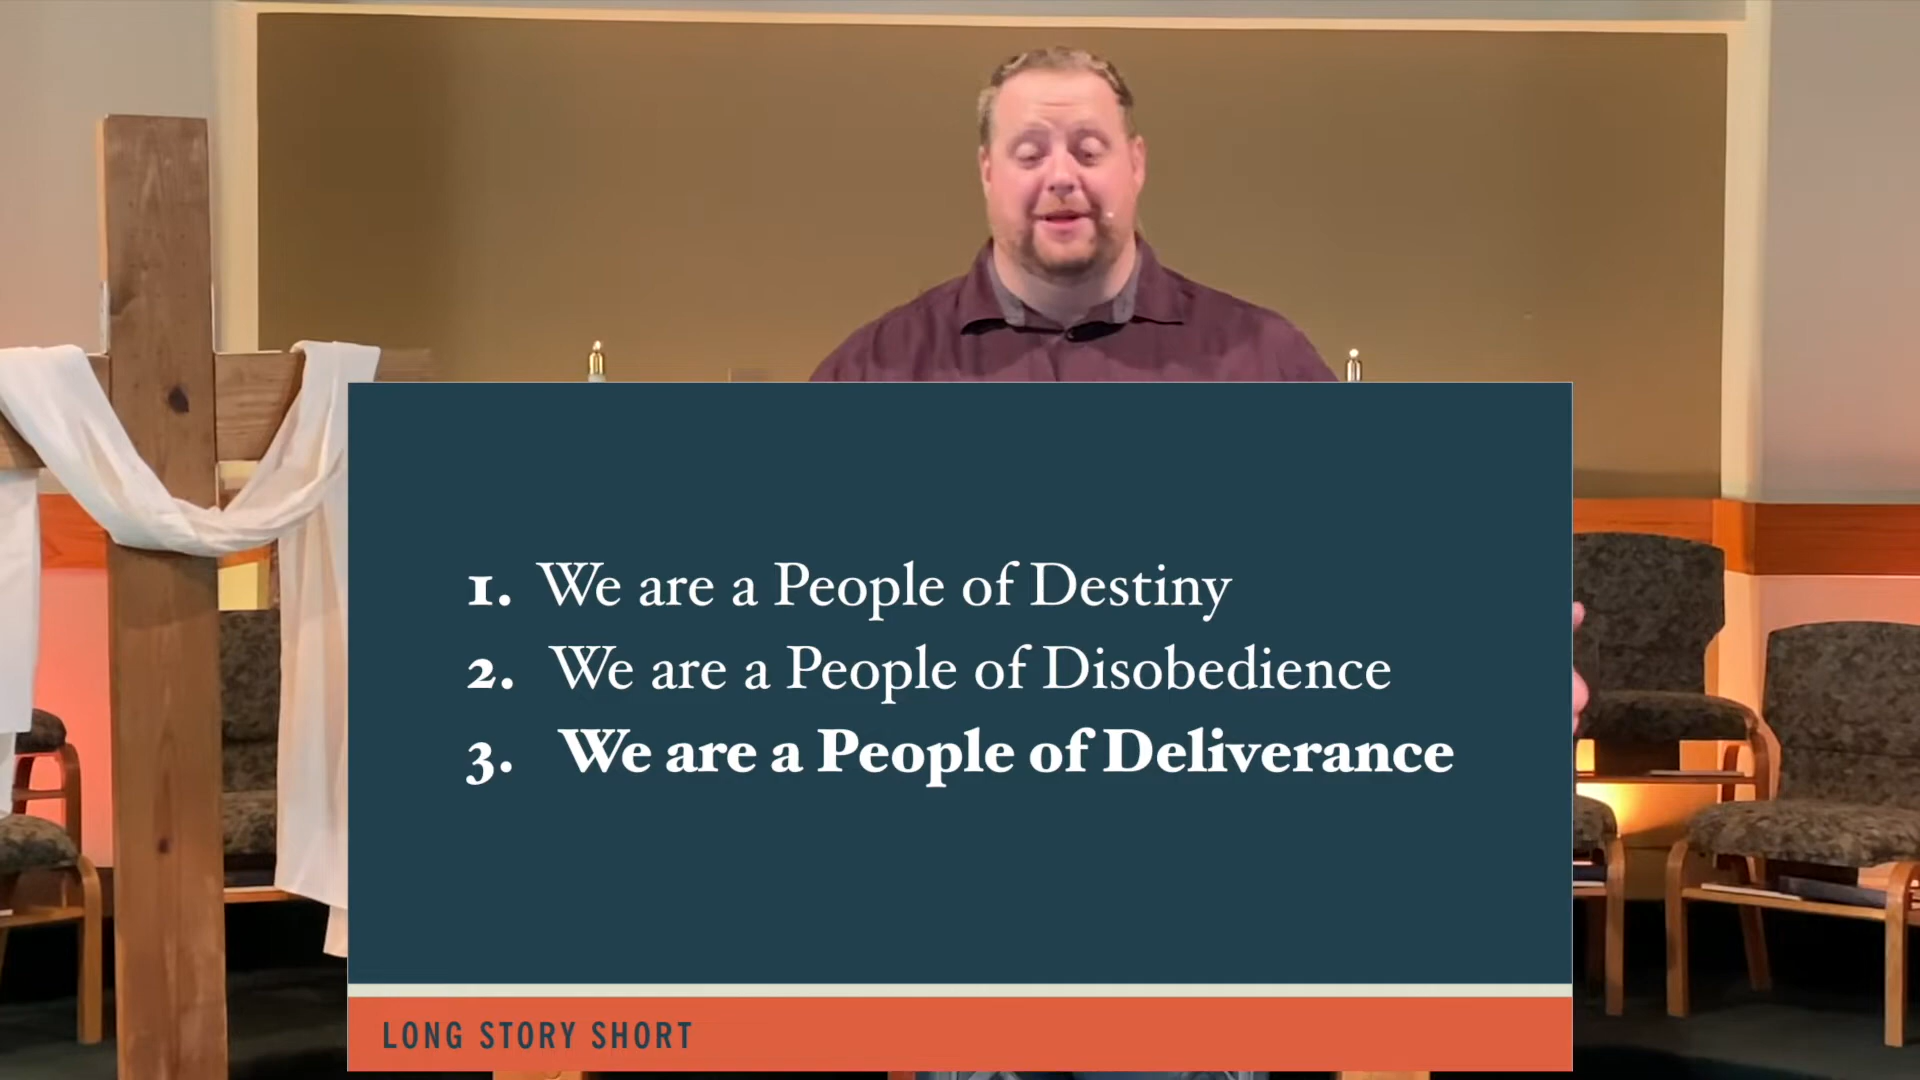 1. We are a People of Destiny
2. We are a People of Disobedience
3. We are a People of Deliverance
LONG STORY SHORT